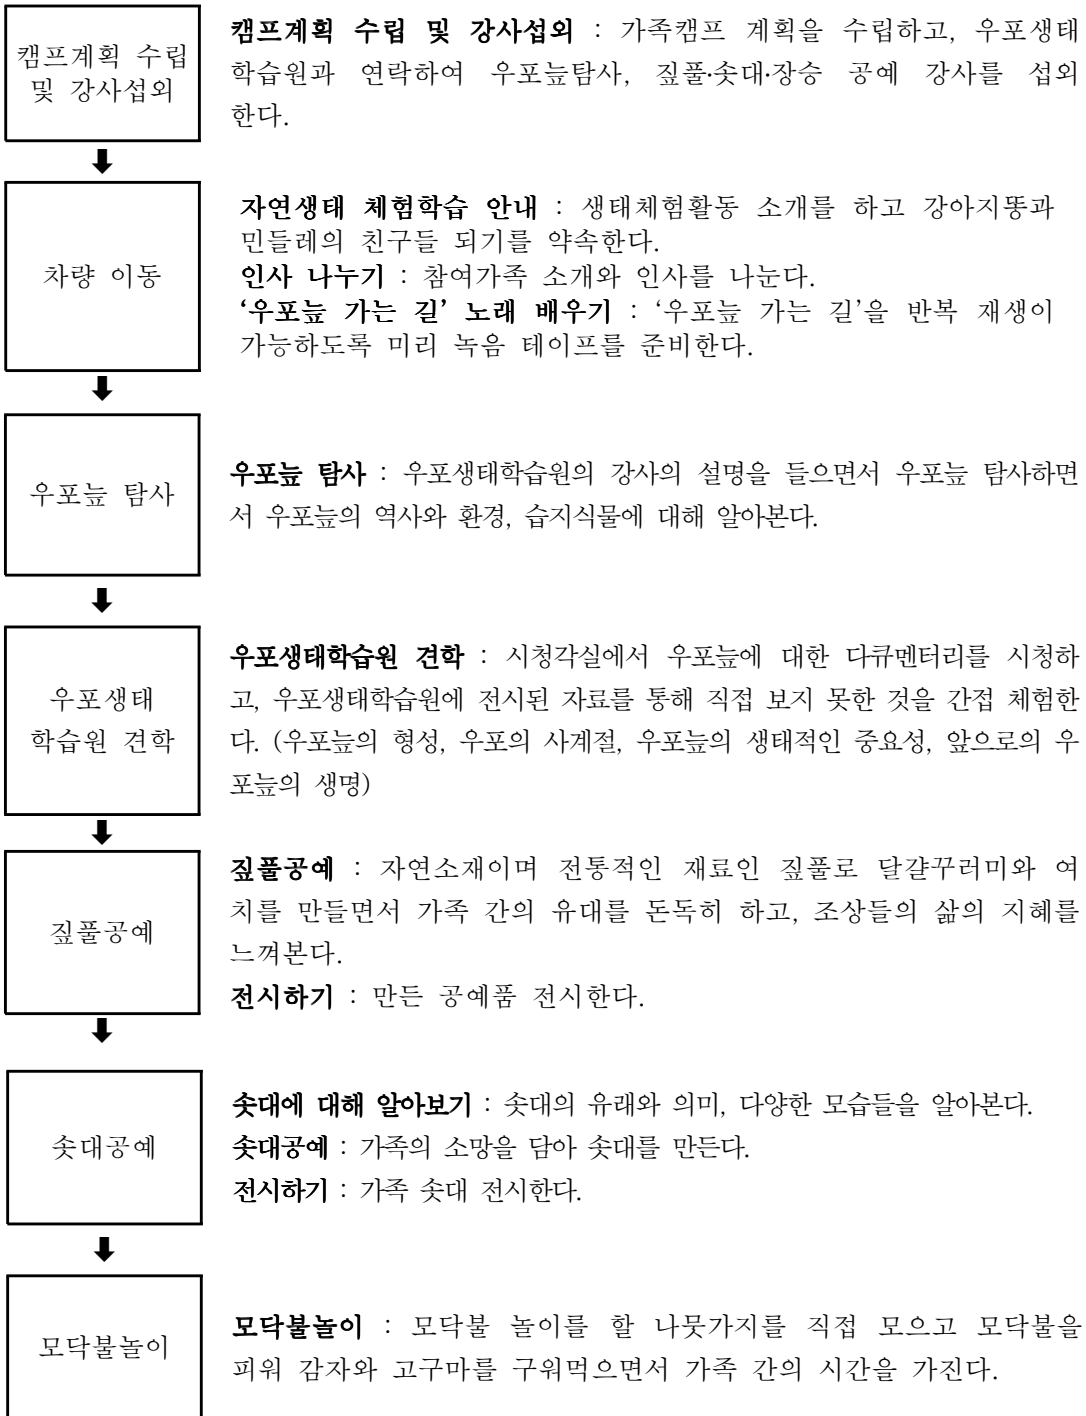 캠프계획 수립
및 강사섭외
캠프계획 수립 및 강사섭외 : 가족캠프 계획을 수립하고, 우포생태
학습원과 연락하여 우포늪탐사, 짚풀·솟대·장승 공예 강사를 섭외
한다.
차량 이동
자연생태 체험학습 안내 : 생태체험활동 소개를 하고 강아지똥과
민들레의 친구들 되기를 약속한다.
인사 나누기 : 참여가족 소개와 인사를 나눈다.
‘우포늪 가는 길’ 노래 배우기 : ‘우포늪 가는 길’을 반복 재생이
가능하도록 미리 녹음 테이프를 준비한다.
우포늪 탐사
우포늪 탐사 : 우포생태학습원의 강사의 설명을 들으면서 우포늪 탐사하면
서 우포늪의 역사와 환경, 습지식물에 대해 알아본다.
우포생태
학습원 견학
우포생태학습원 견학 : 시청각실에서 우포늪에 대한 다큐멘터리를 시청하
고, 우포생태학습원에 전시된 자료를 통해 직접 보지 못한 것을 간접 체험한
다. (우포늪의 형성, 우포의 사계절, 우포늪의 생태적인 중요성, 앞으로의 우
포늪의 생명)
짚풀공예
짚풀공예 : 자연소재이며 전통적인 재료인 짚풀로 달걀꾸러미와 여
치를 만들면서 가족 간의 유대를 돈독히 하고, 조상들의 삶의 지혜를
느껴본다.
전시하기 : 만든 공예품 전시한다.
솟대공예
솟대에 대해 알아보기 : 솟대의 유래와 의미, 다양한 모습들을 알아본다.
솟대공예 : 가족의 소망을 담아 솟대를 만든다.
전시하기 : 가족 솟대 전시한다.
모닥불놀이
모닥불놀이 : 모닥불 놀이를 할 나뭇가지를 직접 모으고 모닥불을
피워 감자와 고구마를 구워먹으면서 가족 간의 시간을 가진다.